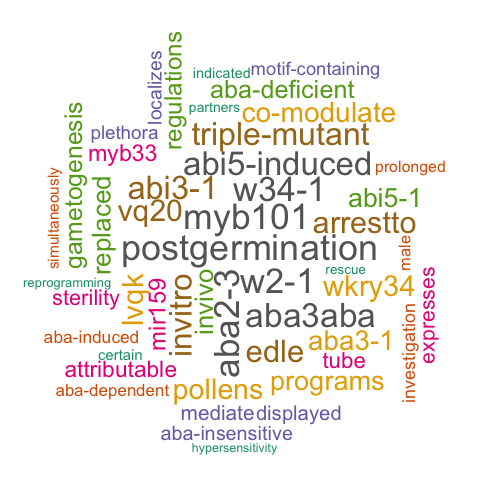 indicated
motif-containing
localizes
regulations
aba-deficient
partners
co-modulate
plethora
triple-mutant
myb33
abi5-induced
prolonged
gametogenesis
simultaneously
replaced
abi3-1
w34-1
abi5-1
vq20
myb101
arrestto
postgermination
male
reprogramming
lvqk
mir159
invitro
invivo
aba2-3
w2-1
rescue
wkry34
expresses
sterility
aba3aba
investigation
aba-induced
certain
edle
aba3-1
tube
attributable
aba-dependent
pollens
programs
mediate
displayed
aba-insensitive
hypersensitivity